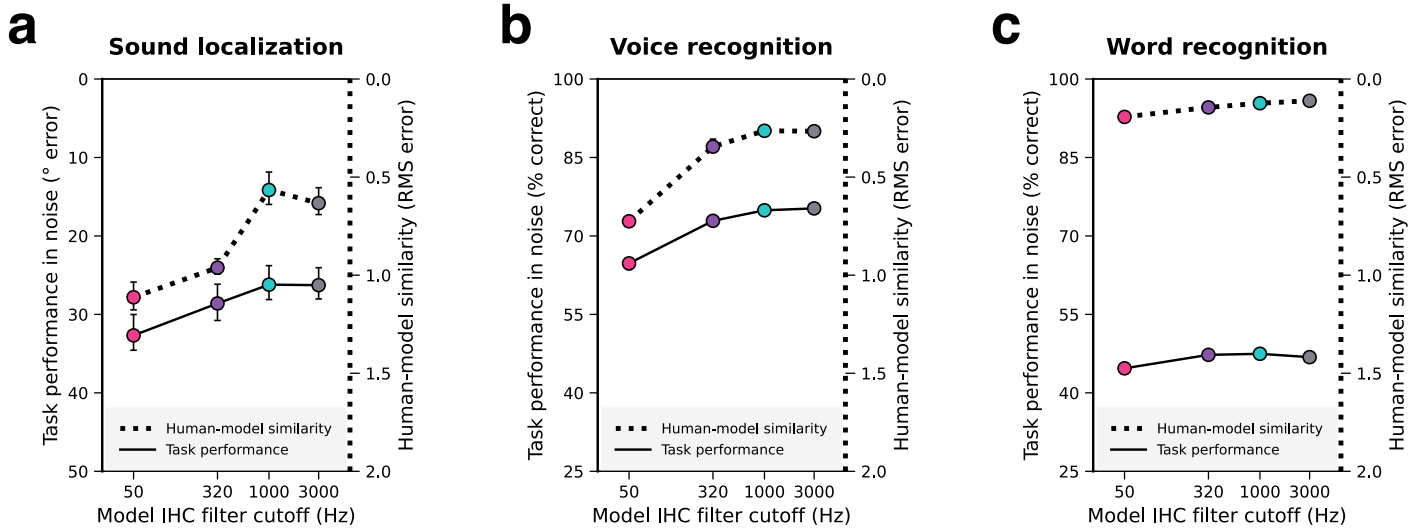 a
Sound localization
Task performance in noise (° error)
0
10
20
30
40
50
Human-model similarity (RMS error)
0.0
0.5
1.0
1.5
2.0
Human-model similarity
Task performance
50 320 1000 3000
Model IHC filter cutoff (Hz)
b
Voice recognition
Task performance in noise (% correct)
100
85
70
55
40
25
Human-model similarity (RMS error)
0.0
0.5
1.0
1.5
2.0
Human-model similarity
Task performance
50 320 1000 3000
Model IHC filter cutoff (Hz)
c
Word recognition
Task performance in noise (% correct)
100
85
70
55
40
25
Human-model similarity (RMS error)
0.0
0.5
1.0
1.5
2.0
Human-model similarity
Task performance
50 320 1000 3000
Model IHC filter cutoff (Hz)